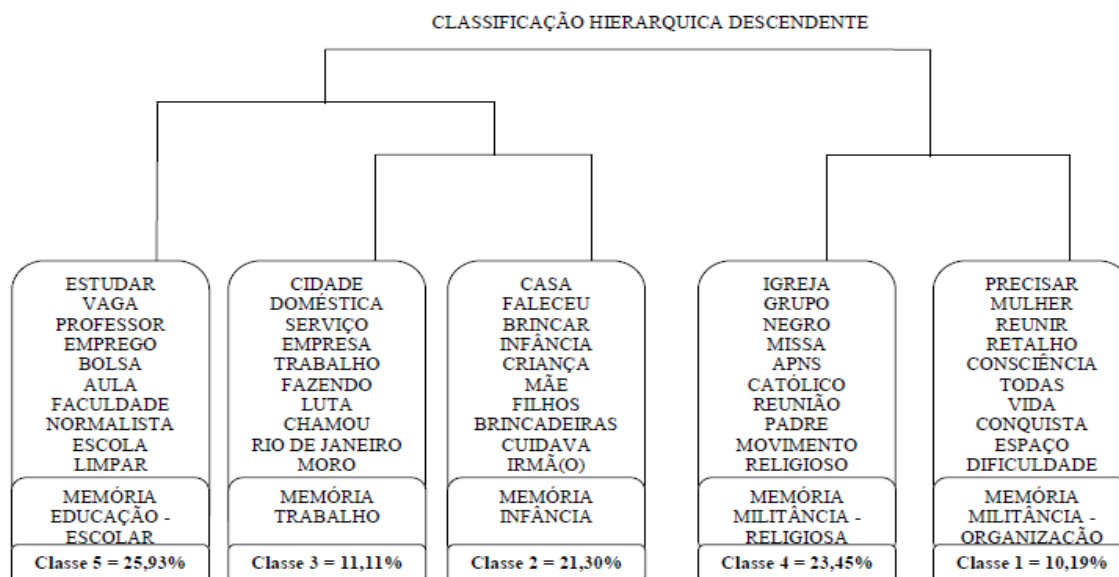 CLASSIFICAÇÃO HIERARQUICA DESCENDENTE
ESTUDAR
VAGA
PROFESSOR
EMPREGO
BOLSA
AULA
FACULDADE
NORMALISTA
ESCOLA
LIMPAR
MEMÓRIA
EDUCAÇÃO -
ESCOLAR
Classe 5 = 25,93%
CIDADE
DOMÉSTICA
SERVIÇO
EMPRESA
TRABALHO
FAZENDO
LUTA
CHAMOU
RIO DE JANEIRO
MORO
MEMÓRIA
TRABALHO
Classe 3 = 11,11%
CASA
FALECEU
BRINCAR
INFÂNCIA
CRIANÇA
MÃE
FILHOS
BRINCADEIRAS
CUIDAVA
IRMÃ(O)
MEMÓRIA
INFÂNCIA
Classe 2 = 21,30%
IGREJA
GRUPO
NEGRO
MISSA
APNS
CATÓLICO
REUNIÃO
PADRE
MOVIMENTO
RELIGIOSO
MEMÓRIA
MILITÂNCIA -
RELIGIOSA
Classe 4 = 23,45%
PRECISAR
MULHER
REUNIR
RETALHO
CONSCIÊNCIA
TODAS
VIDA
CONQUISTA
ESPAÇO
DIFICULDADE
MEMÓRIA
MILITÂNCIA -
ORGANIZAÇÃO
Classe 1 = 10,19%